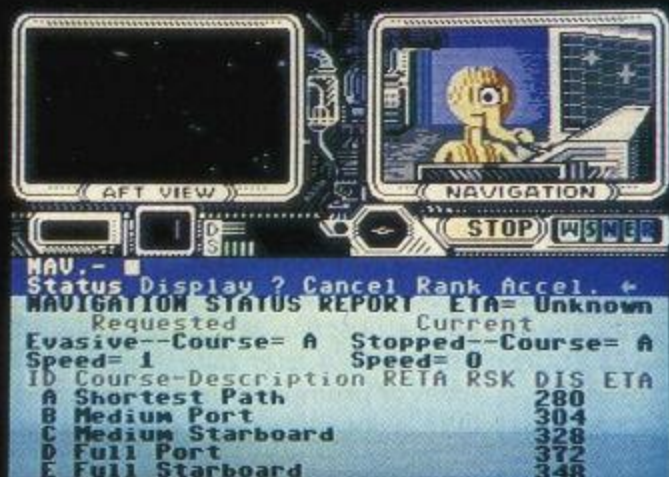 AFT VIEW
NAVIGATION
D
S
STOP
W S N E R
NAV.-
Status Display ? Cancel Rank Accel. ←
NAVIGATION STATUS REPORT ETA= Unknown
Requested Current
Evasive--Course= A Stopped--Course= A
Speed= 1 Speed= 0
ID Course-Description RETA RSK DIS ETA
A Shortest Path 280
B Medium Port 304
C Medium Starboard 328
D Full Port 372
E Full Starboard 348